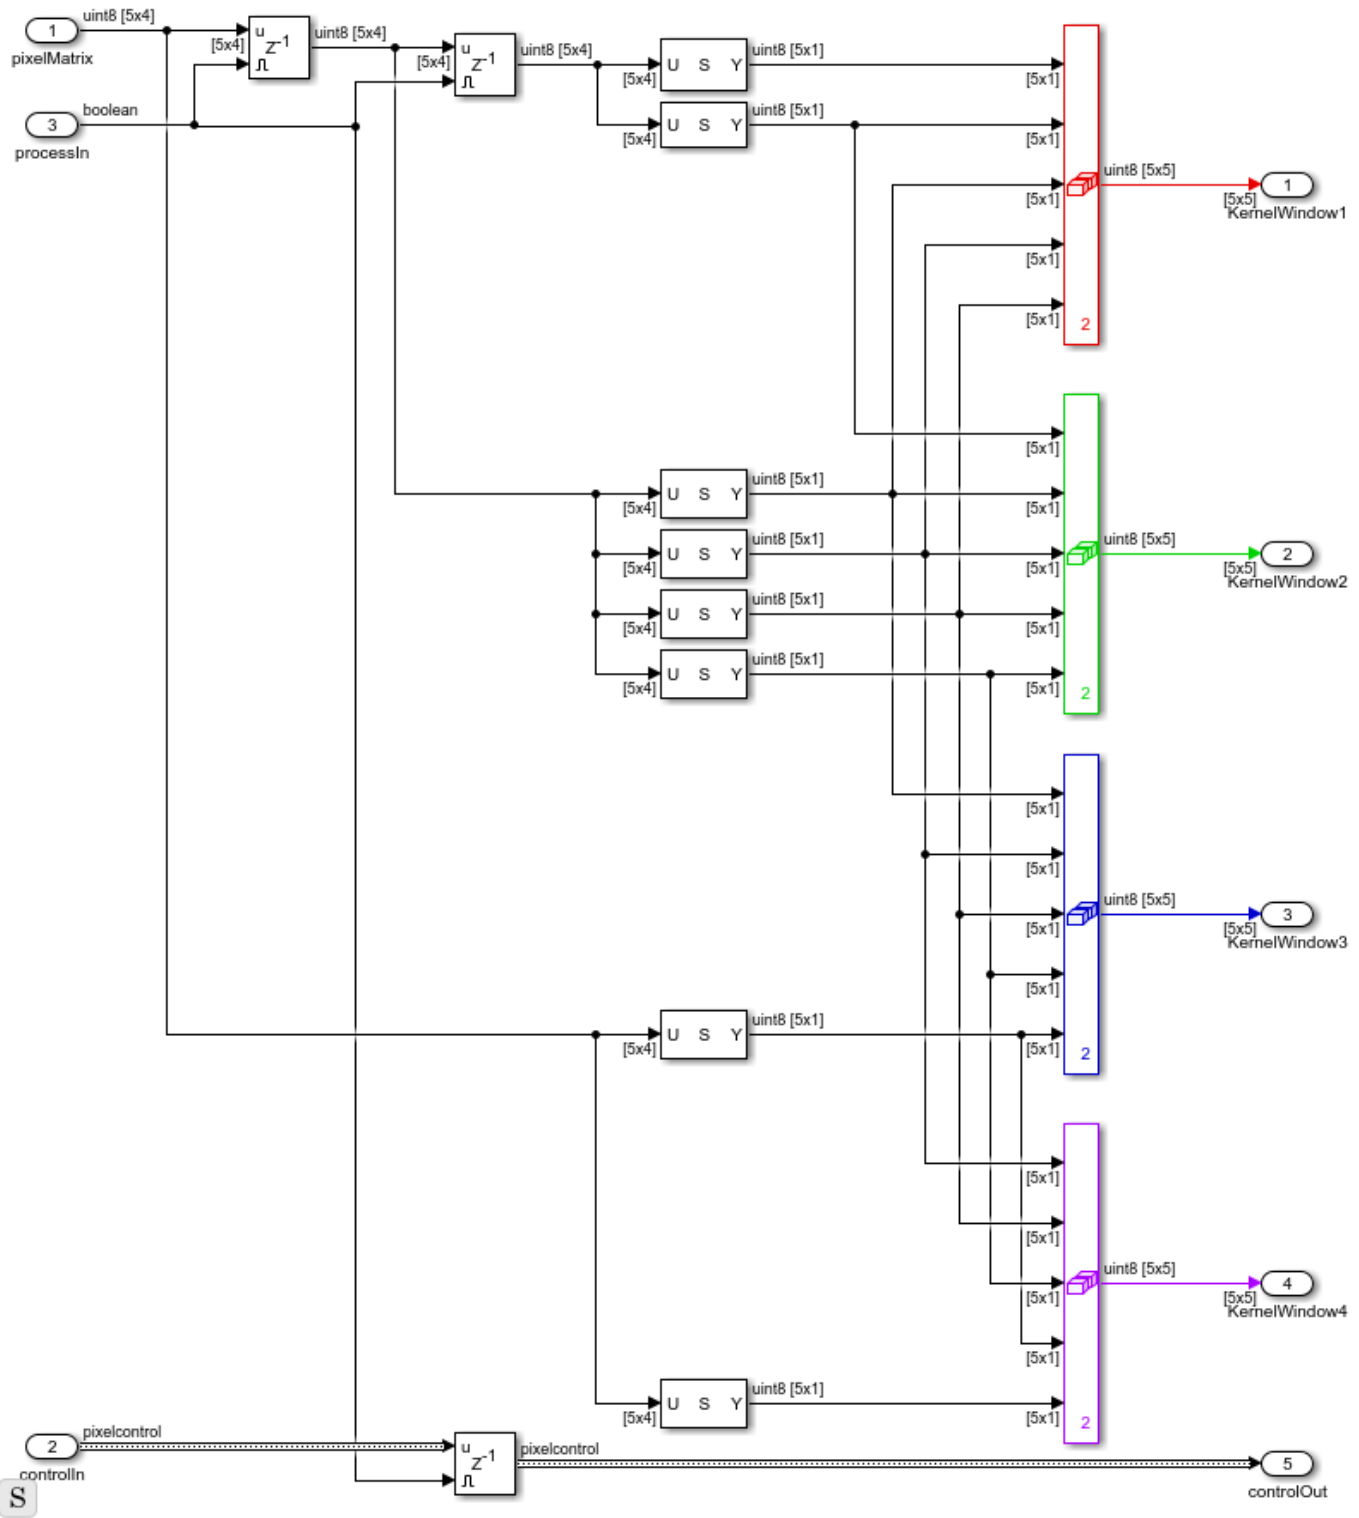 1
uint8 [5x4]
pixelMatrix
[5x4]
u
Z-1
uint8 [5x4]
[5x4]
u
Z-1
uint8 [5x4]
[5x4]
U S Y
uint8 [5x1]
[5x1]
3
boolean
processIn
[5x4]
U S Y
uint8 [5x1]
[5x1]
[5x1]
uint8 [5x5]
[5x5]
1
KernelWindow1
[5x1]
[5x1]
2
[5x1]
[5x4]
U S Y
uint8 [5x1]
[5x1]
[5x4]
U S Y
uint8 [5x1]
[5x1]
uint8 [5x5]
[5x5]
2
KernelWindow2
[5x4]
U S Y
uint8 [5x1]
[5x1]
[5x4]
U S Y
uint8 [5x1]
[5x1]
2
[5x1]
[5x1]
[5x1]
uint8 [5x5]
[5x5]
3
KernelWindow3
[5x1]
[5x4]
U S Y
uint8 [5x1]
[5x1]
2
[5x1]
[5x1]
[5x1]
uint8 [5x5]
[5x5]
4
KernelWindow4
[5x1]
[5x4]
U S Y
uint8 [5x1]
[5x1]
2
2
pixelcontrol
controlIn
u
Z-1
pixelcontrol
5
controlOut
S